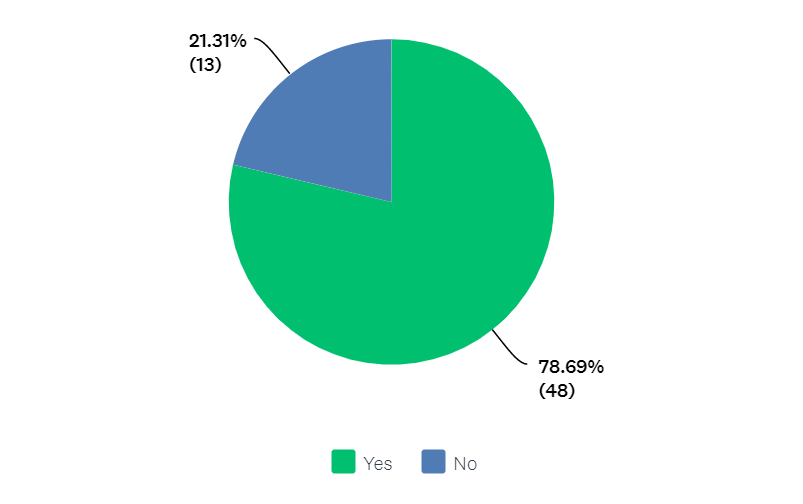 21.31%
(13)
78.69%
(48)
Yes No